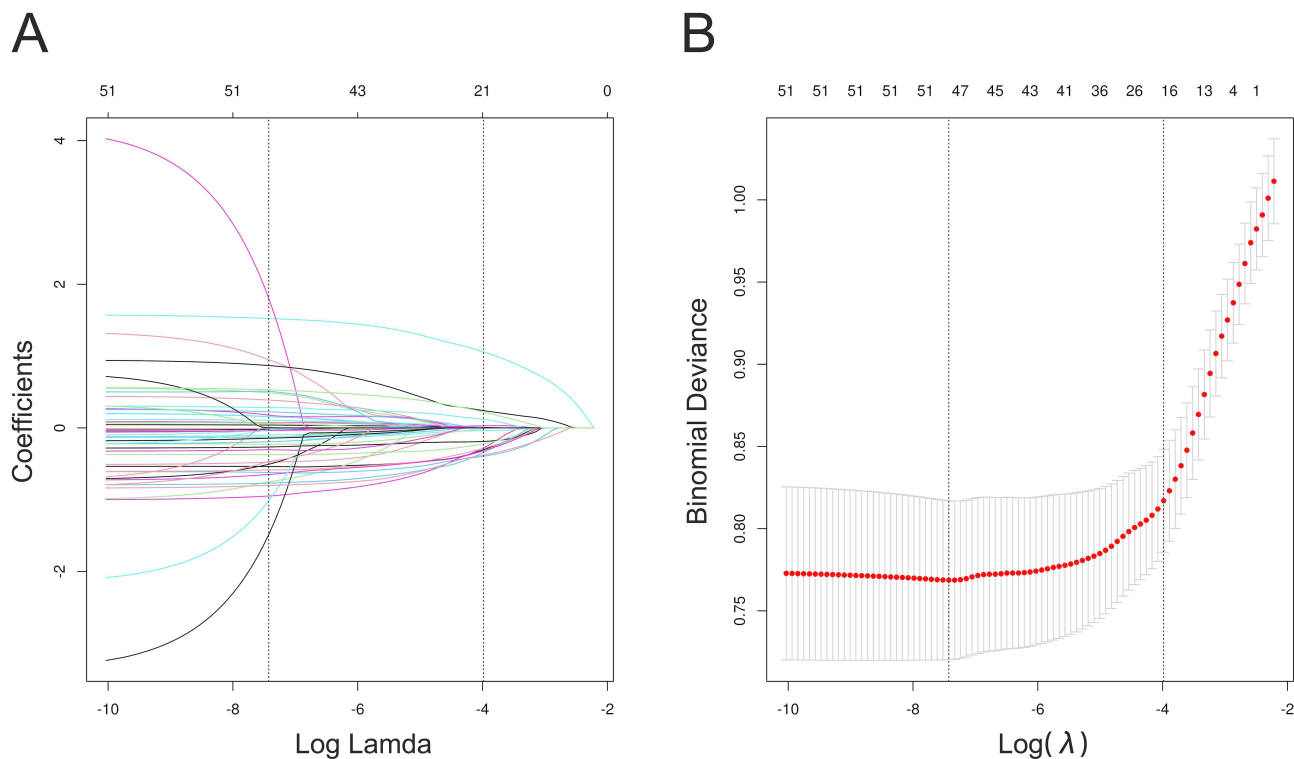 A
51 51 43 21 0
4
2
0
-2
Coefficients
-10 -8 -6 -4 -2
Log Lamda
B
51 51 51 51 51 47 45 43 41 36 26 16 13 4 1
1.00
0.95
0.90
0.85
0.80
0.75
Binomial Deviance
-10 -8 -6 -4 -2
Log( λ )